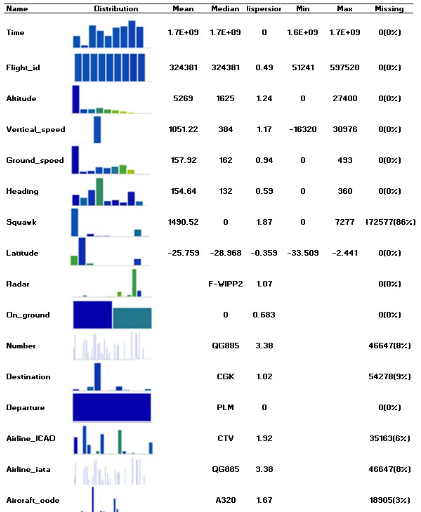 Name Distribution Mean Median lispersior Min Max Missing
Time 1.7E+09 1.7E+09 0 1.6E+09 1.7E+09 0(0%)
Flight_id 324381 324381 0.49 51241 597520 0(0%)
Altitude 5269 1625 1.24 0 27400 0(0%)
Vertical_speed 1051.22 384 1.17 -16320 30976 0(0%)
Ground_speed 157.92 162 0.94 0 493 0(0%)
Heading 154.64 132 0.59 0 360 0(0%)
Squawk 1490.52 0 1.87 0 7277 172577(86%)
Latitude -25.759 -28.968 -0.359 -33.509 -2.441 0(0%)
Radar F-WIPP2 1.07 0(0%)
On_ground 0 0.683 0(0%)
Number QG885 3.38 46647(8%)
Destination CGK 1.02 54278(9%)
Departure PLM 0 0(0%)
Airline_ICAO CTV 1.92 35163(6%)
Airline_iata QG885 3.38 46647(8%)
Aircraft_code A320 1.67 18905(3%)